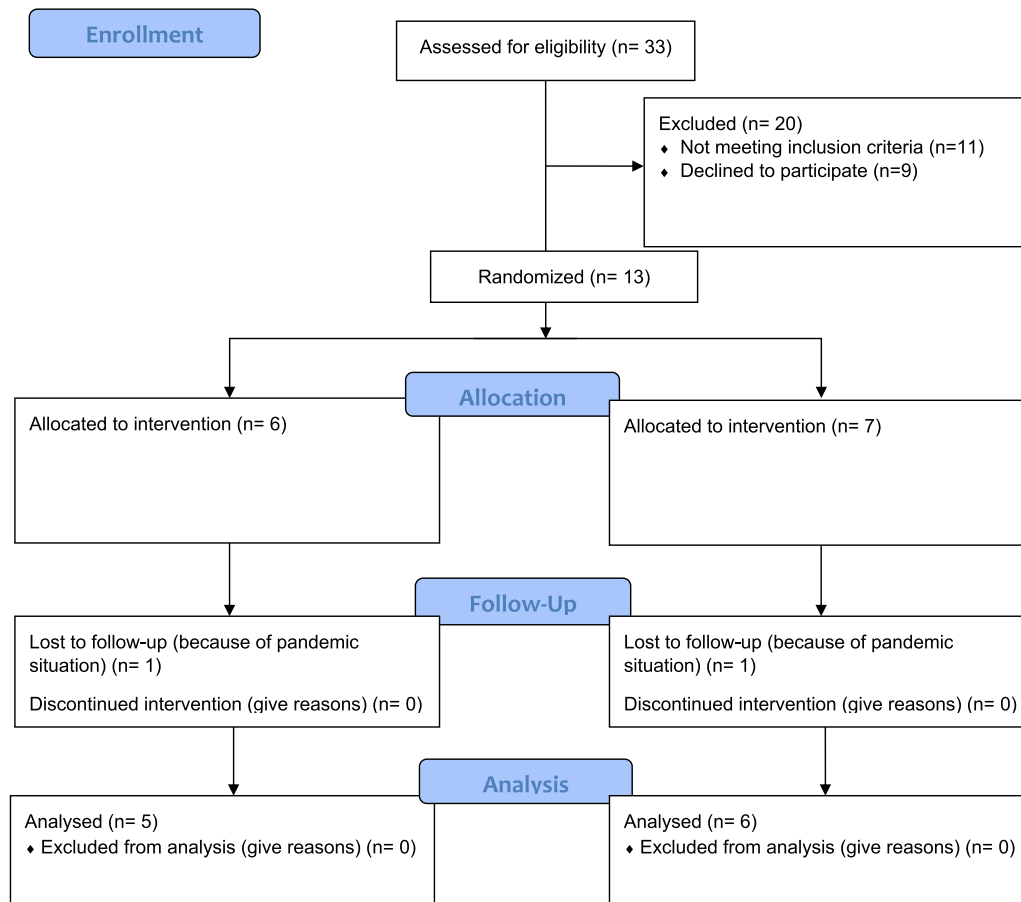 Enrollment
Assessed for eligibility (n= 33)
Excluded (n= 20)
♦ Not meeting inclusion criteria (n=11)
♦ Declined to participate (n=9)
Randomized (n= 13)
Allocation
Allocated to intervention (n= 6)
Allocated to intervention (n= 7)
Follow-Up
Lost to follow-up (because of pandemic
situation) (n= 1)
Discontinued intervention (give reasons) (n= 0)
Lost to follow-up (because of pandemic
situation) (n= 1)
Discontinued intervention (give reasons) (n= 0)
Analysis
Analysed (n= 5)
♦ Excluded from analysis (give reasons) (n= 0)
Analysed (n= 6)
♦ Excluded from analysis (give reasons) (n= 0)